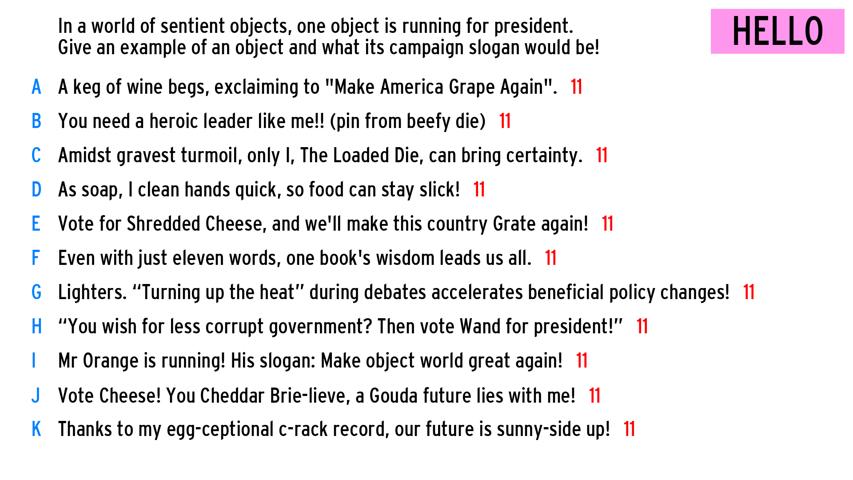 In a world of sentient objects, one object is running for president.
Give an example of an object and what its campaign slogan would be!
HELLO
A A keg of wine begs, exclaiming to "Make America Grape Again". 11
B You need a heroic leader like me!! (pin from beefy die) 11
C Amidst gravest turmoil, only I, The Loaded Die, can bring certainty. 11
D As soap, I clean hands quick, so food can stay slick! 11
E Vote for Shredded Cheese, and we'll make this country Grate again! 11
F Even with just eleven words, one book's wisdom leads us all. 11
G Lighters. “Turning up the heat” during debates accelerates beneficial policy changes! 11
H “You wish for less corrupt government? Then vote Wand for president!” 11
I Mr Orange is running! His slogan: Make object world great again! 11
J Vote Cheese! You Cheddar Brie-lieve, a Gouda future lies with me! 11
K Thanks to my egg-ceptional c-rack record, our future is sunny-side up! 11